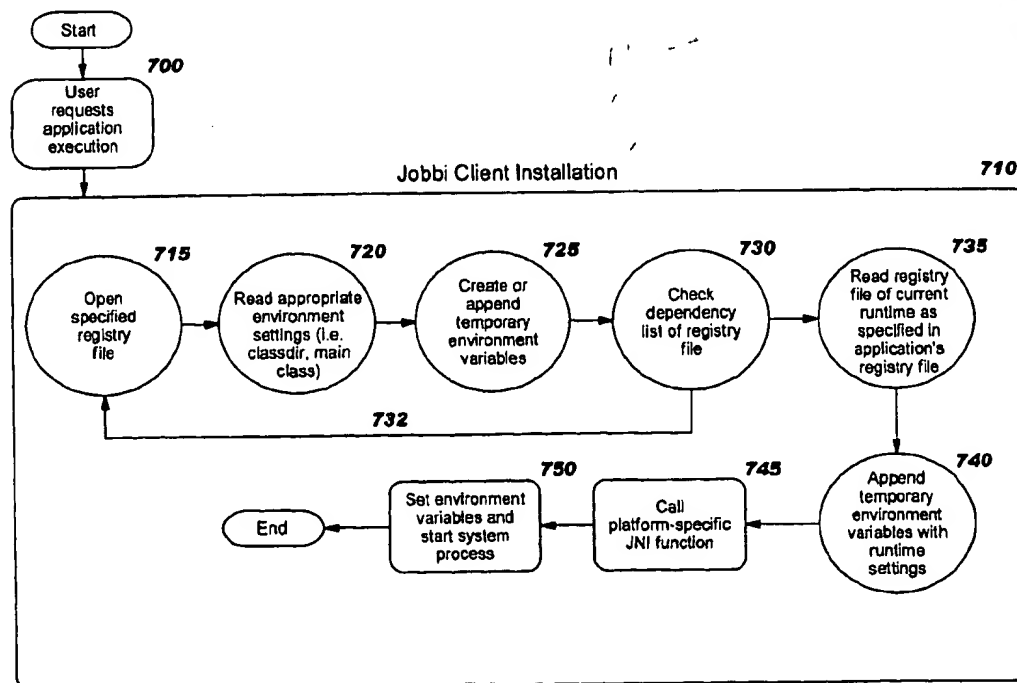 Start
700
User
requests
application
execution
Jobbi Client Installation
710
715
Open
specified
registry
file
720
Read appropriate
environment
settings (i.e.
classdir, main
class)
725
Create or
append
temporary
environment
variables
730
Check
dependency
list of registry
file
735
Read registry
file of current
runtime as
specified in
application's
registry file
732
740
Append
temporary
environment
variables with
runtime
settings
745
Call
platform-specific
JNI function
750
Set environment
variables and
start system
process
End